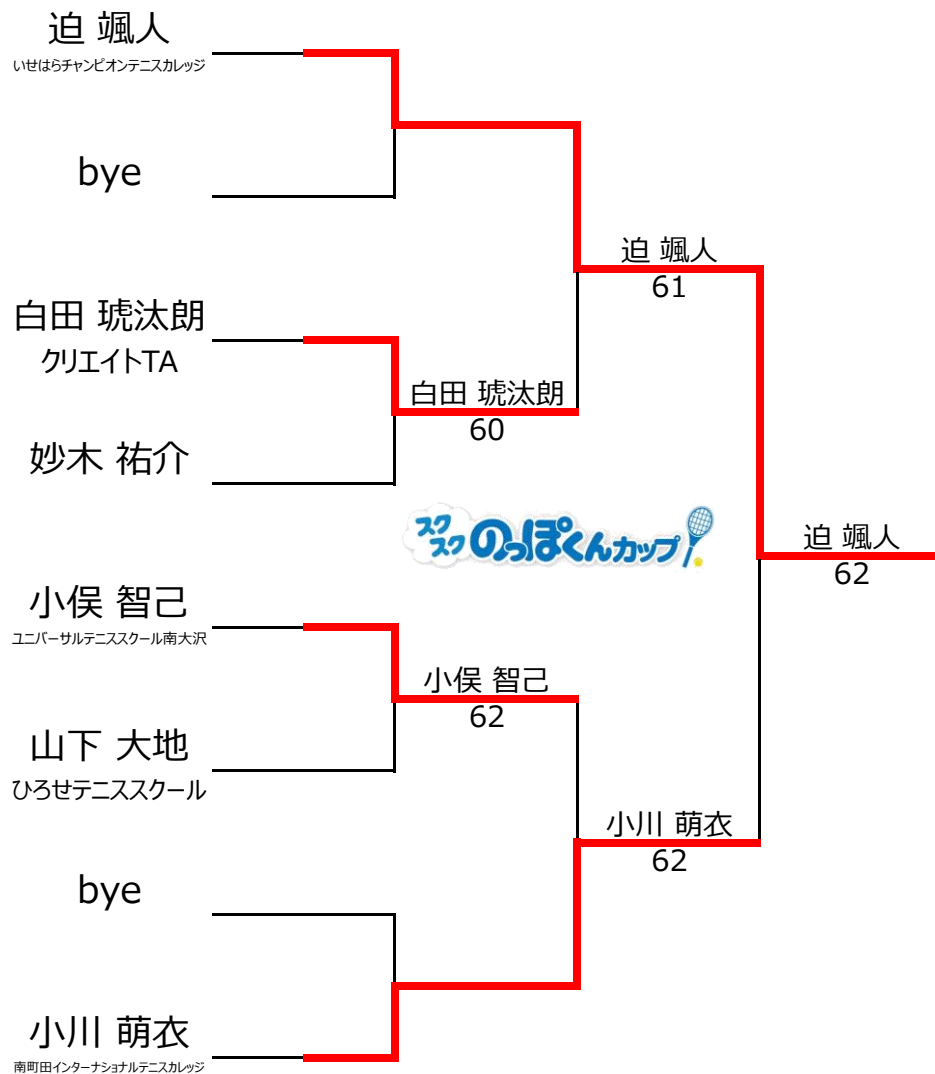 迫 颯人
いせはらチャンピオンテニスカレッジ
bye
迫 颯人
61
白田 琥汰朗
クリエイトTA
白田 琥汰朗
60
妙木 祐介
スクスクのっぽくんカップ
迫 颯人
62
小俣 智己
ユニバーサルテニススクール南大沢
小俣 智己
62
山下 大地
ひろせテニススクール
小川 萌衣
62
bye
小川 萌衣
南町田インターナショナルテニスカレッジ